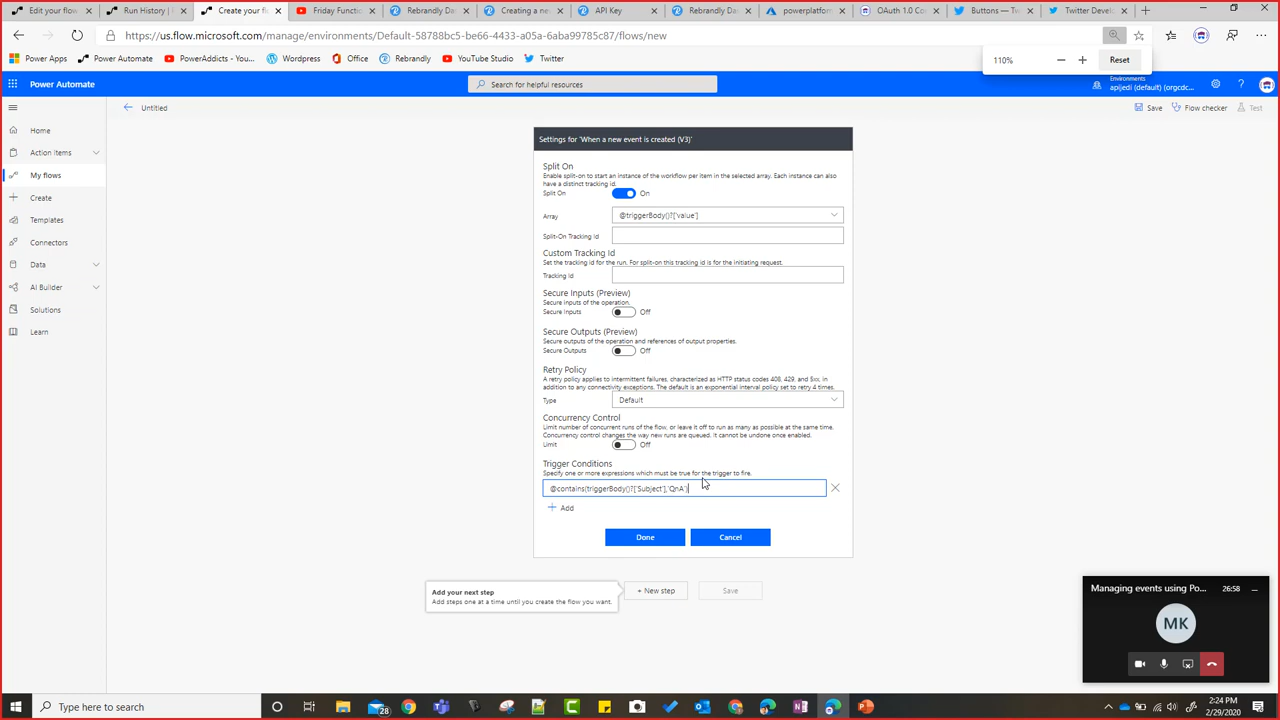 Edit your flow
Run History |
Create your fl
Friday Functio
Rebrandly Da
Creating a ne
API Key
Rebrandly Da
powerplatfor
OAuth 1.0 Co
Buttons — Tw
Twitter Devel
https://us.flow.microsoft.com/manage/environments/Default-58788bc5-be66-4433-a05a-6aba99785c87/flows/new
Power Apps
Power Automate
PowerAddicts - You...
Wordpress
Office
Rebrandly
YouTube Studio
Twitter
110%
Reset
Power Automate
Search for helpful resources
Environments
apijedi (default) (orgcdc...
Untitled
Save
Flow checker
Test
Home
Action Items
My flows
Create
Templates
Connectors
Data
AI Builder
Solutions
Learn
Settings for 'When a new event is created (V3)'
Split On
Enable split-on to start an instance of the workflow per item in the selected array. Each instance can also
have a distinct tracking id.
Split On
On
Array
@triggerBody()?['value']
Split-On Tracking Id
Custom Tracking Id
Set the tracking id for the run. For split-on this tracking id is for the initiating request.
Tracking Id
Secure Inputs (Preview)
Secure inputs of the operation.
Secure Inputs
Off
Secure Outputs (Preview)
Secure outputs of the operation and references of output properties.
Secure Outputs
Off
Retry Policy
A retry policy applies to intermittent failures, characterized as HTTP status codes 408, 429, and 5xx, in
addition to any connectivity exceptions. The default is an exponential interval policy set to retry 4 times.
Type
Default
Concurrency Control
Limit number of concurrent runs of the flow, or leave it off to run as many as possible at the same time.
Concurrency control changes the way new runs are queued. It cannot be undone once enabled.
Limit
Off
Trigger Conditions
Specify one or more expressions which must be true for the trigger to fire.
@contains(triggerBody()?['Subject'],'QnA')
Add
Done
Cancel
Add your next step
Add steps one at a time until you create the flow you want.
+ New step
Save
Managing events using Po...
26:58
MK
Type here to search
28
2:24 PM
2/29/2020